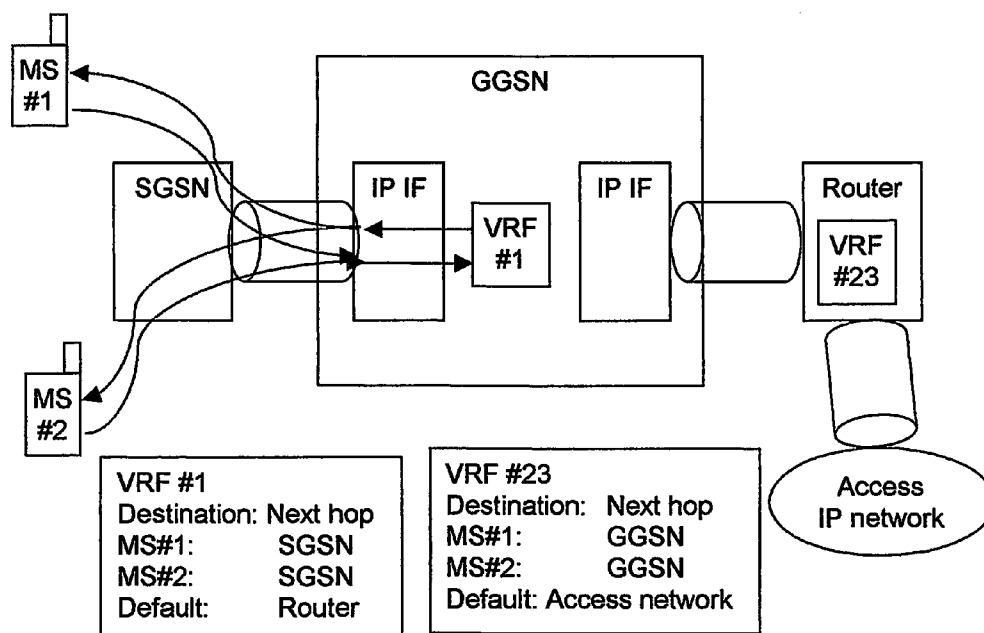 MS
#1
GGSN
SGSN
IP IF
IP IF
Router
VRF
#1
VRF
#23
MS
#2
VRF #1
Destination: Next hop
MS#1: SGSN
MS#2: SGSN
Default: Router
VRF #23
Destination: Next hop
MS#1: GGSN
MS#2: GGSN
Default: Access network
Access
IP network